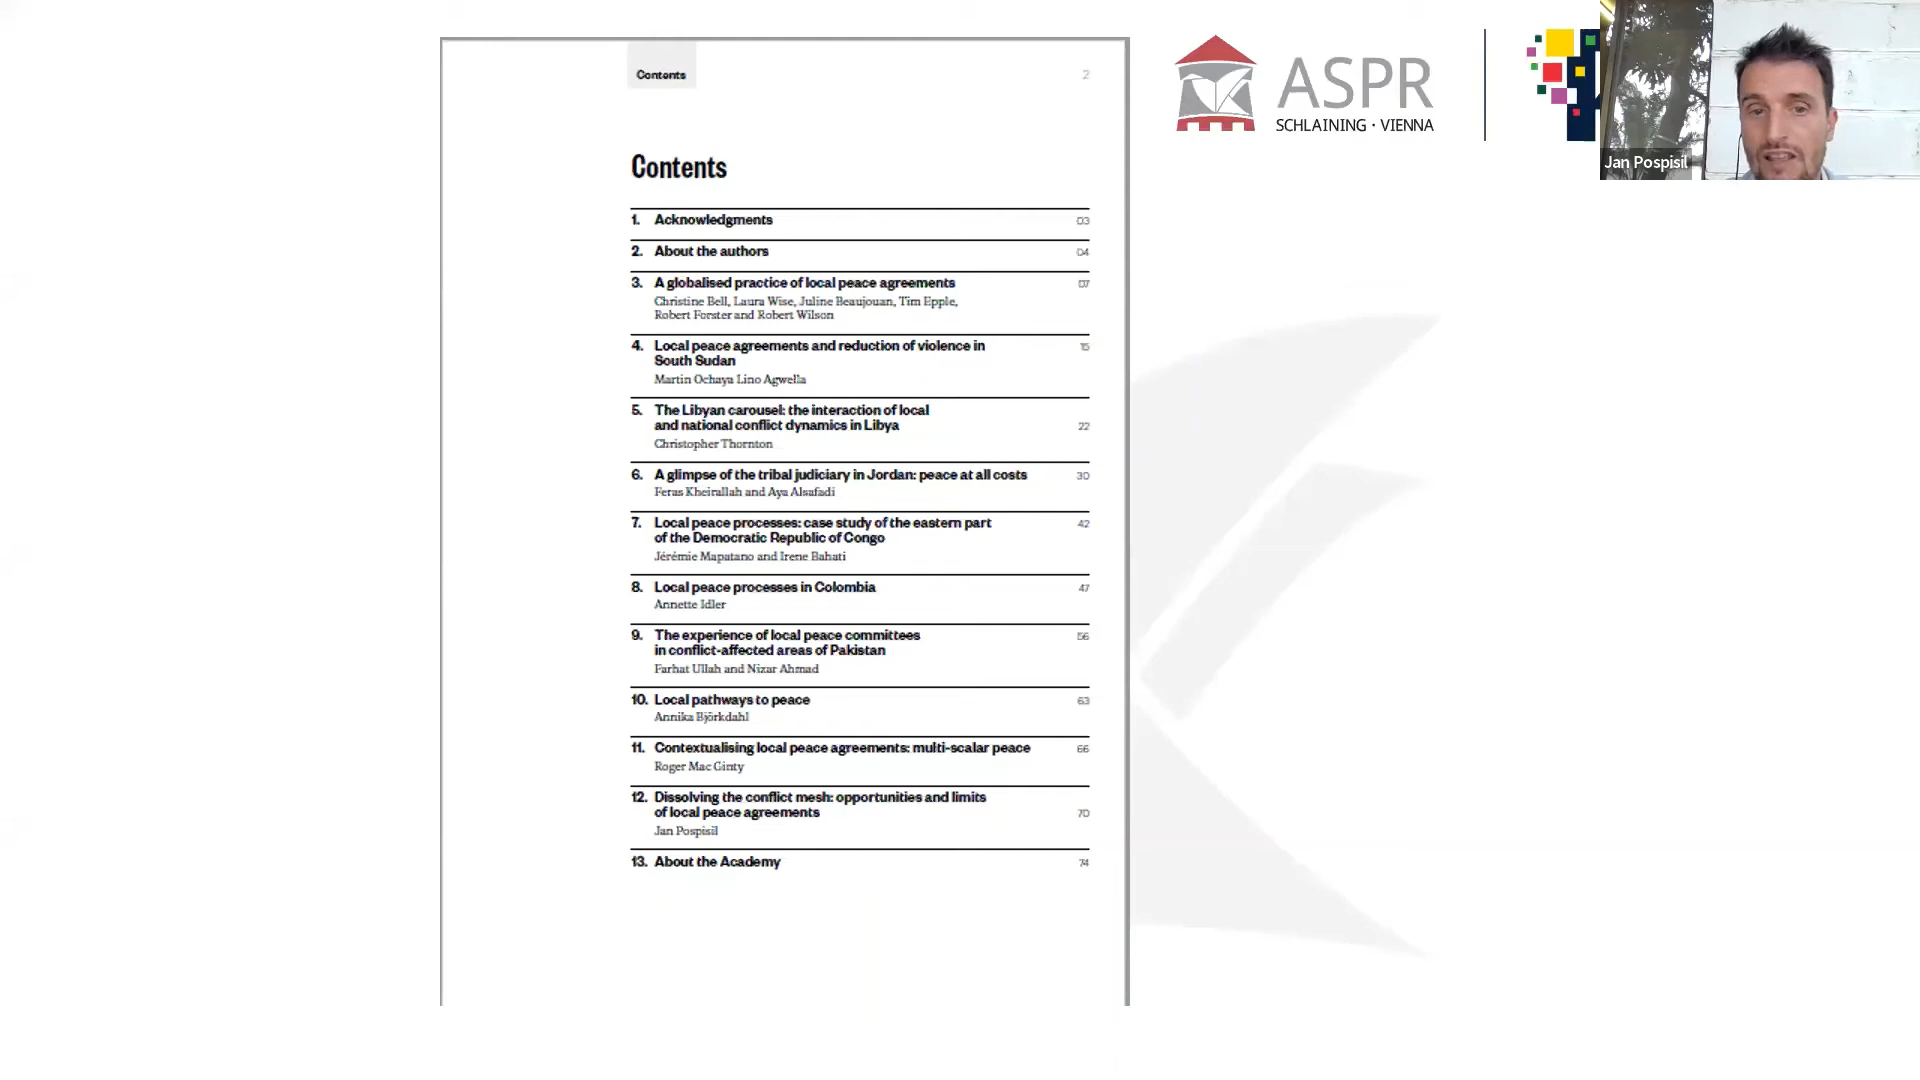 Contents
2
Contents
1. Acknowledgments 03
2. About the authors 04
3. A globalised practice of local peace agreements 07
Christine Bell, Laura Wise, Juline Beaujouan, Tim Epple,
Robert Forster and Robert Wilson
4. Local peace agreements and reduction of violence in 15
South Sudan
Martin Ochaya Lino Agwella
5. The Libyan carousel: the interaction of local
and national conflict dynamics in Libya 22
Christopher Thornton
6. A glimpse of the tribal judiciary in Jordan: peace at all costs 30
Feras Kheirallah and Aya Alsafadi
7. Local peace processes: case study of the eastern part 42
of the Democratic Republic of Congo
Jérémie Mapatano and Irene Bahati
8. Local peace processes in Colombia 47
Annette Idler
9. The experience of local peace committees 56
in conflict-affected areas of Pakistan
Farhat Ullah and Nizar Ahmad
10. Local pathways to peace 63
Annika Björkdahl
11. Contextualising local peace agreements: multi-scalar peace 66
Roger Mac Ginty
12. Dissolving the conflict mesh: opportunities and limits
of local peace agreements 70
Jan Pospisil
13. About the Academy 74
ASPR
SCHLAINING · VIENNA
Jan Pospisil